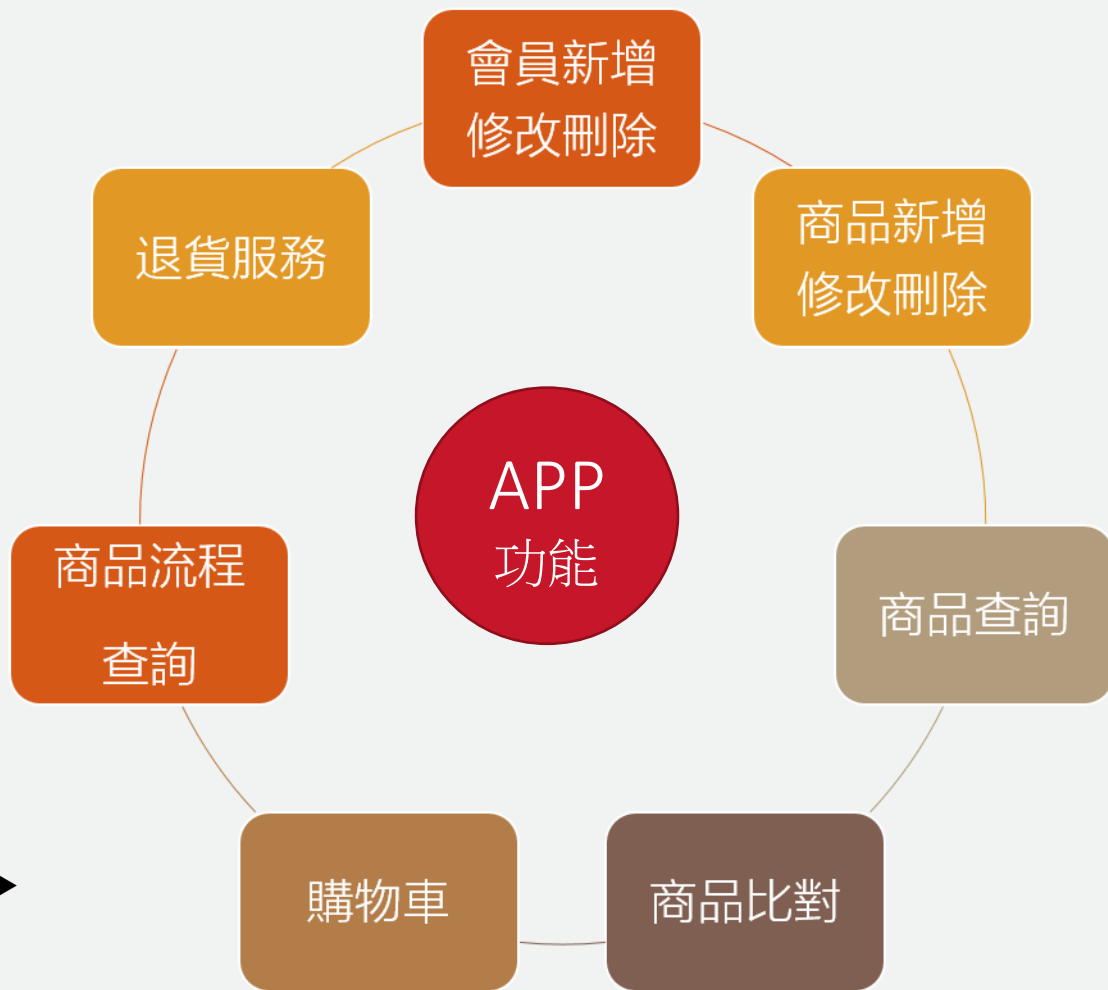 會員新增
修改刪除
商品新增
修改刪除
商品查詢
商品比對
購物車
商品流程
查詢
退貨服務
APP
功能